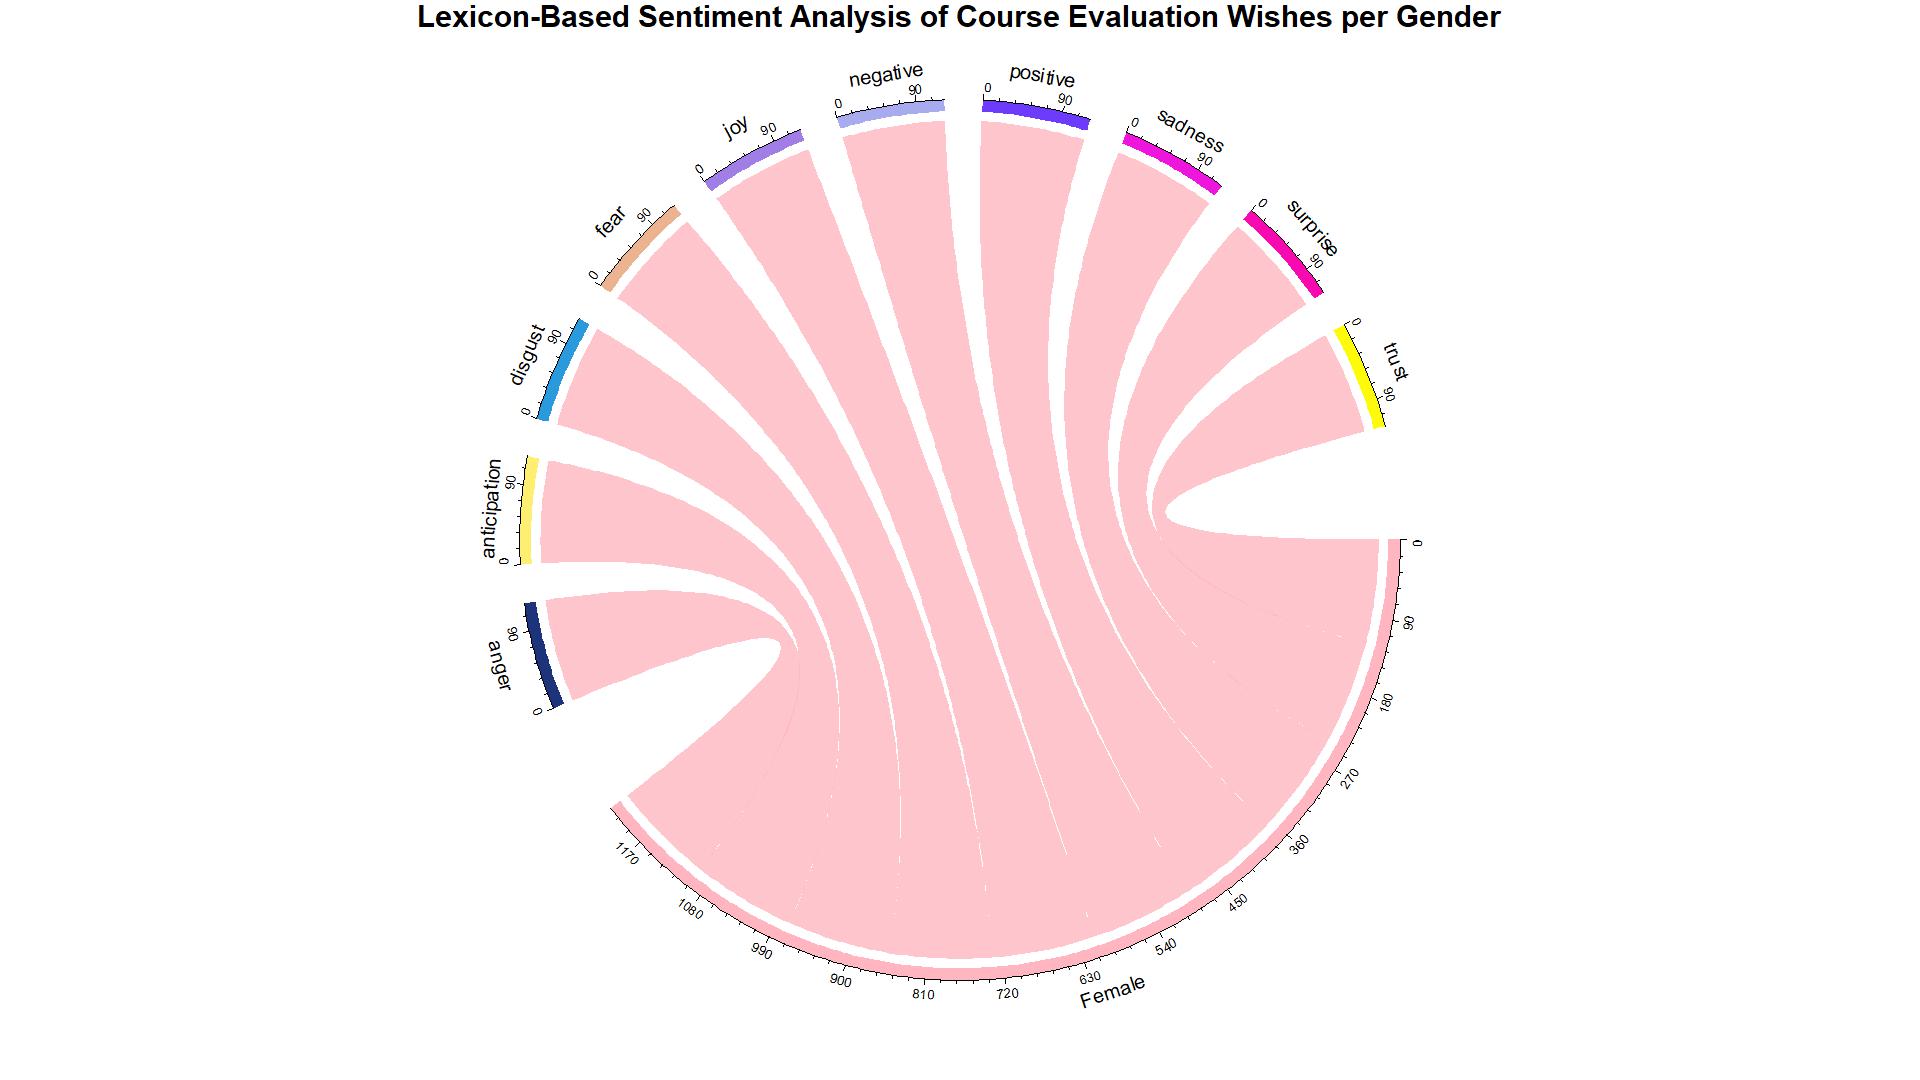 Lexicon-Based Sentiment Analysis of Course Evaluation Wishes per Gender
negative
0
90
positive
0
90
joy
0
90
sadness
0
90
fear
0
90
surprise
0
90
disgust
0
90
trust
0
90
anticipation
0
90
anger
0
90
Female
0
90
180
270
360
450
540
630
720
810
900
990
1080
1170